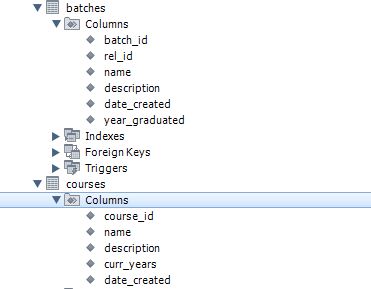 batches
Columns
batch_id
rel_id
name
description
date_created
year_graduated
Indexes
Foreign Keys
Triggers
courses
Columns
course_id
name
description
curr_years
date_created